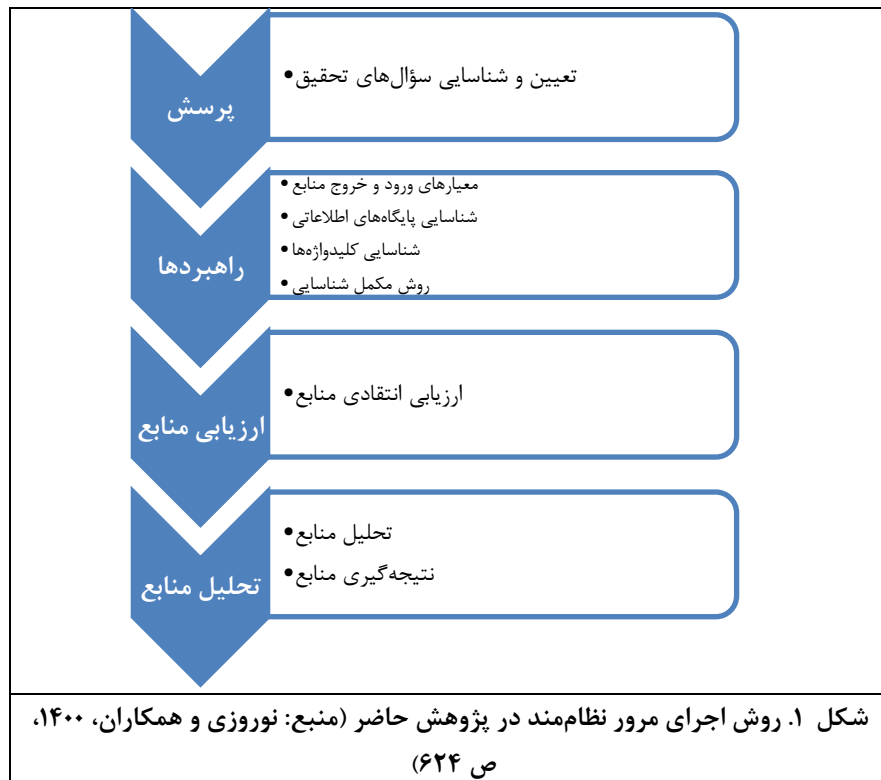 پرسش
•تعیین و شناسایی سؤال‌های تحقیق
راهبردها
•معیارهای ورود و خروج منابع
•شناسایی پایگاه‌های اطلاعاتی
•شناسایی کلیدواژه‌ها
•روش مکمل شناسایی
ارزیابی منابع
•ارزیابی انتقادی منابع
تحلیل منابع
•تحلیل منابع
•نتیجه‌گیری منابع
شکل ۱. روش اجرای مرور نظام‌مند در پژوهش حاضر (منبع: نوروزی و همکاران، ۱۴۰۰،
ص ۶۲۴)